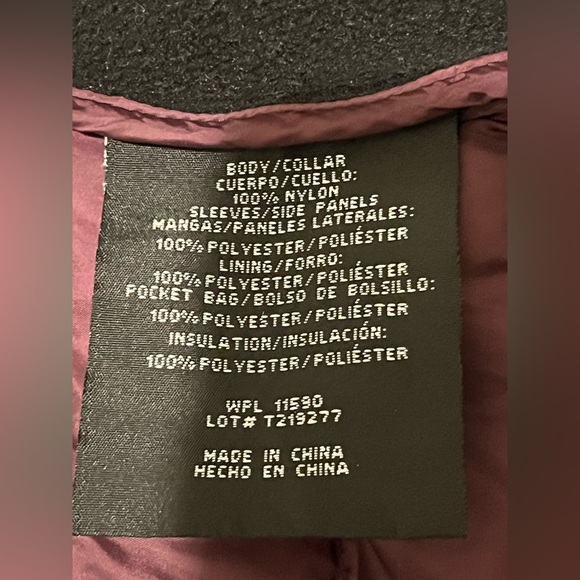 BODY/COLLAR
CUERPO/CUELLO:
100% NYLON
SLEEVES/SIDE PANELS
MANGAS/PANELES LATERALES:
100% POLYESTER/POLIÉSTER
LINING/FORRO:
100% POLYESTER/POLIÉSTER
POCKET BAG/BOLSO DE BOLSILLO:
100% POLYESTER/POLIÉSTER
INSULATION/INSULACIÓN:
100% POLYESTER/POLIÉSTER
WPL 11590
LOT# T219277
MADE IN CHINA
HECHO EN CHINA